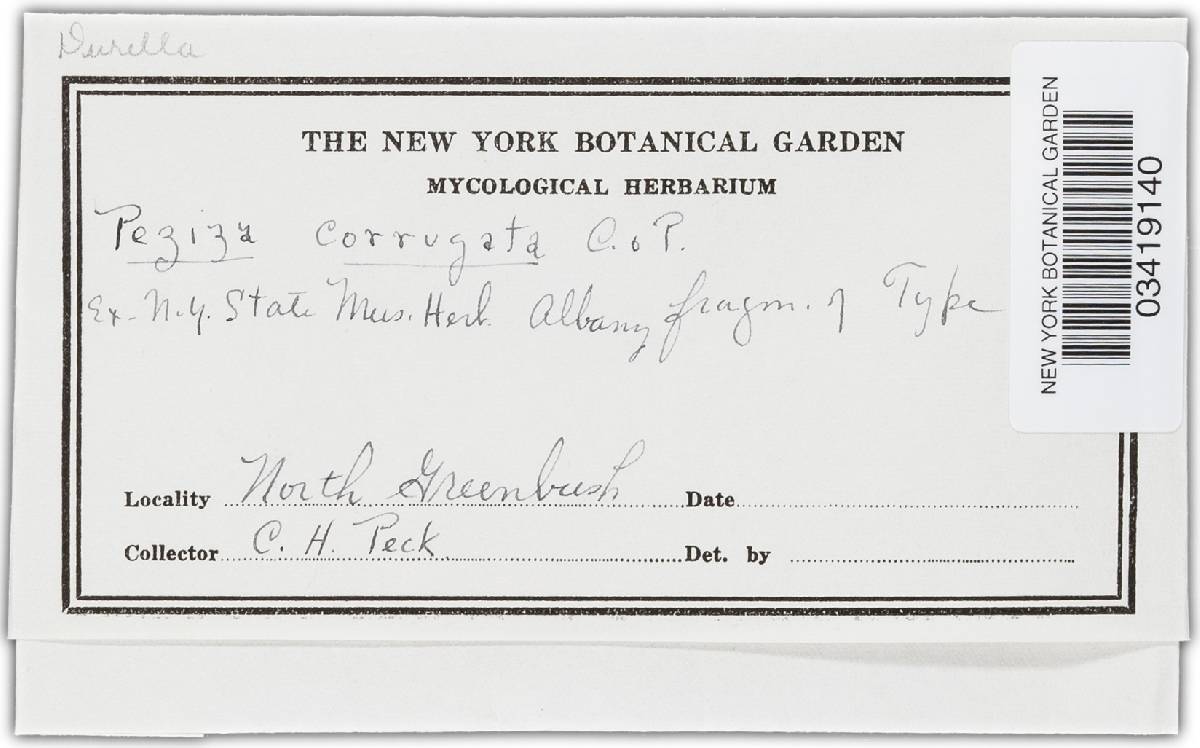 Durella
THE NEW YORK BOTANICAL GARDEN
MYCOLOGICAL HERBARIUM
Peziza corrugata C. & P.
Ex. N.Y. State Mus. Herb. Albany fragm. of Type
Locality North Greenbush Date
Collector C. H. Peck Det. by
NEW YORK BOTANICAL GARDEN
03419140